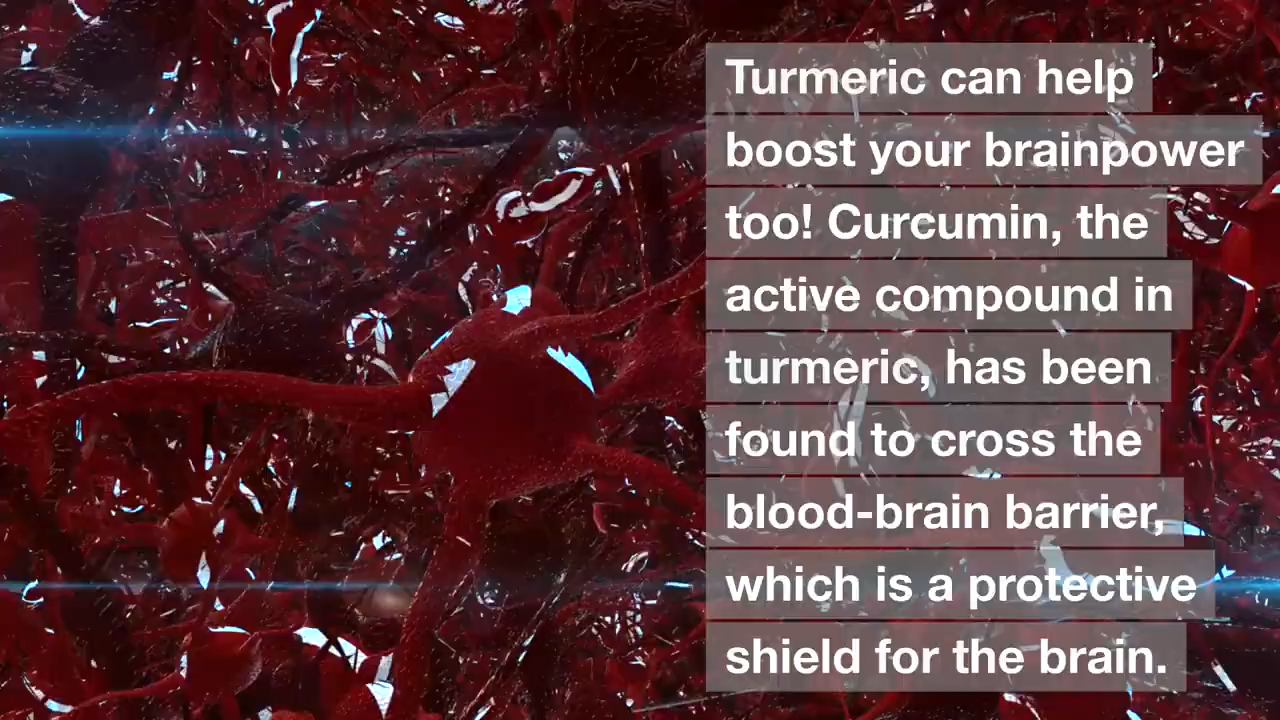 Turmeric can help
boost your brainpower
too! Curcumin, the
active compound in
turmeric, has been
found to cross the
blood-brain barrier,
which is a protective
shield for the brain.